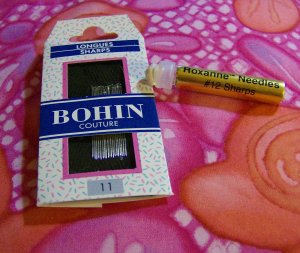 LONGUES
SHARPS
BOHIN
COUTURE
11
Roxanne™ Needles
#12 Sharps